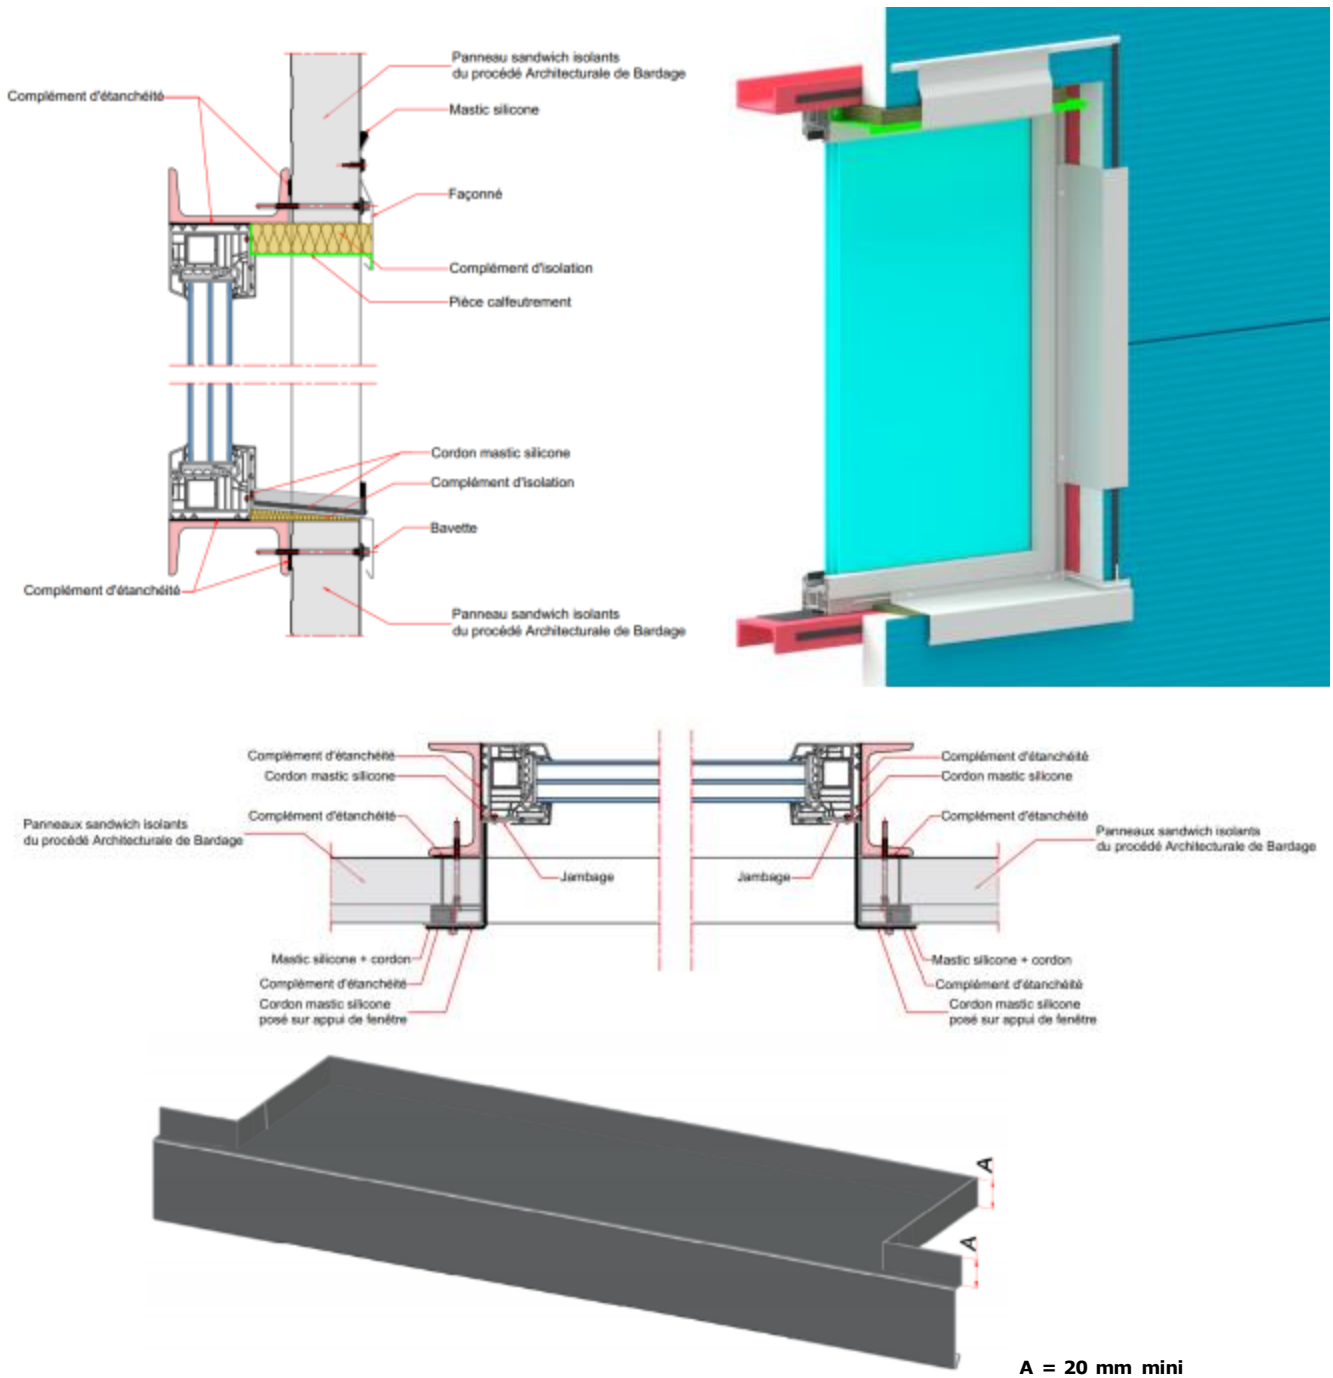 Panneau sandwich isolants
du procédé Architecturale de Bardage
Complément d'étanchéité
Mastic silicone
Façonné
Complément d'isolation
Pièce calfeutrement
Cordon mastic silicone
Complément d'isolation
Bavette
Complément d'étanchéité
Panneau sandwich isolants
du procédé Architecturale de Bardage
Complément d'étanchéité
Cordon mastic silicone
Complément d'étanchéité
Panneaux sandwich isolants
du procédé Architecturale de Bardage
Jambage
Mastic silicone + cordon
Complément d'étanchéité
Cordon mastic silicone
posé sur appui de fenêtre
Complément d'étanchéité
Cordon mastic silicone
Complément d'étanchéité
Panneaux sandwich isolants
du procédé Architecturale de Bardage
Jambage
Mastic silicone + cordon
Complément d'étanchéité
Cordon mastic silicone
posé sur appui de fenêtre
A
A
A = 20 mm mini